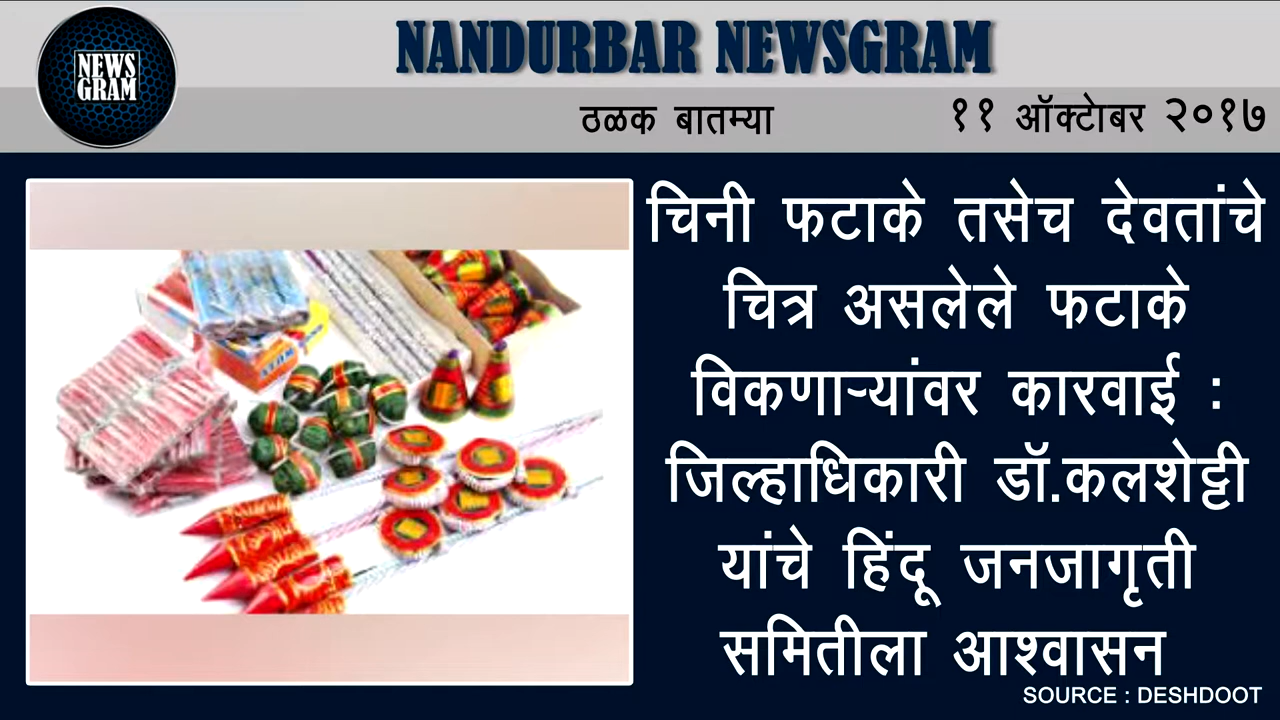 NEWS
GRAM
NANDURBAR NEWSGRAM
ठळक बातम्या
११ ऑक्टोबर २०१७
चिनी फटाके तसेच देवतांचे
चित्र असलेले फटाके
विकणाऱ्यांवर कारवाई :
जिल्हाधिकारी डॉ.कलशेट्टी
यांचे हिंदू जनजागृती
समितीला आश्वासन
SOURCE : DESHDOOT